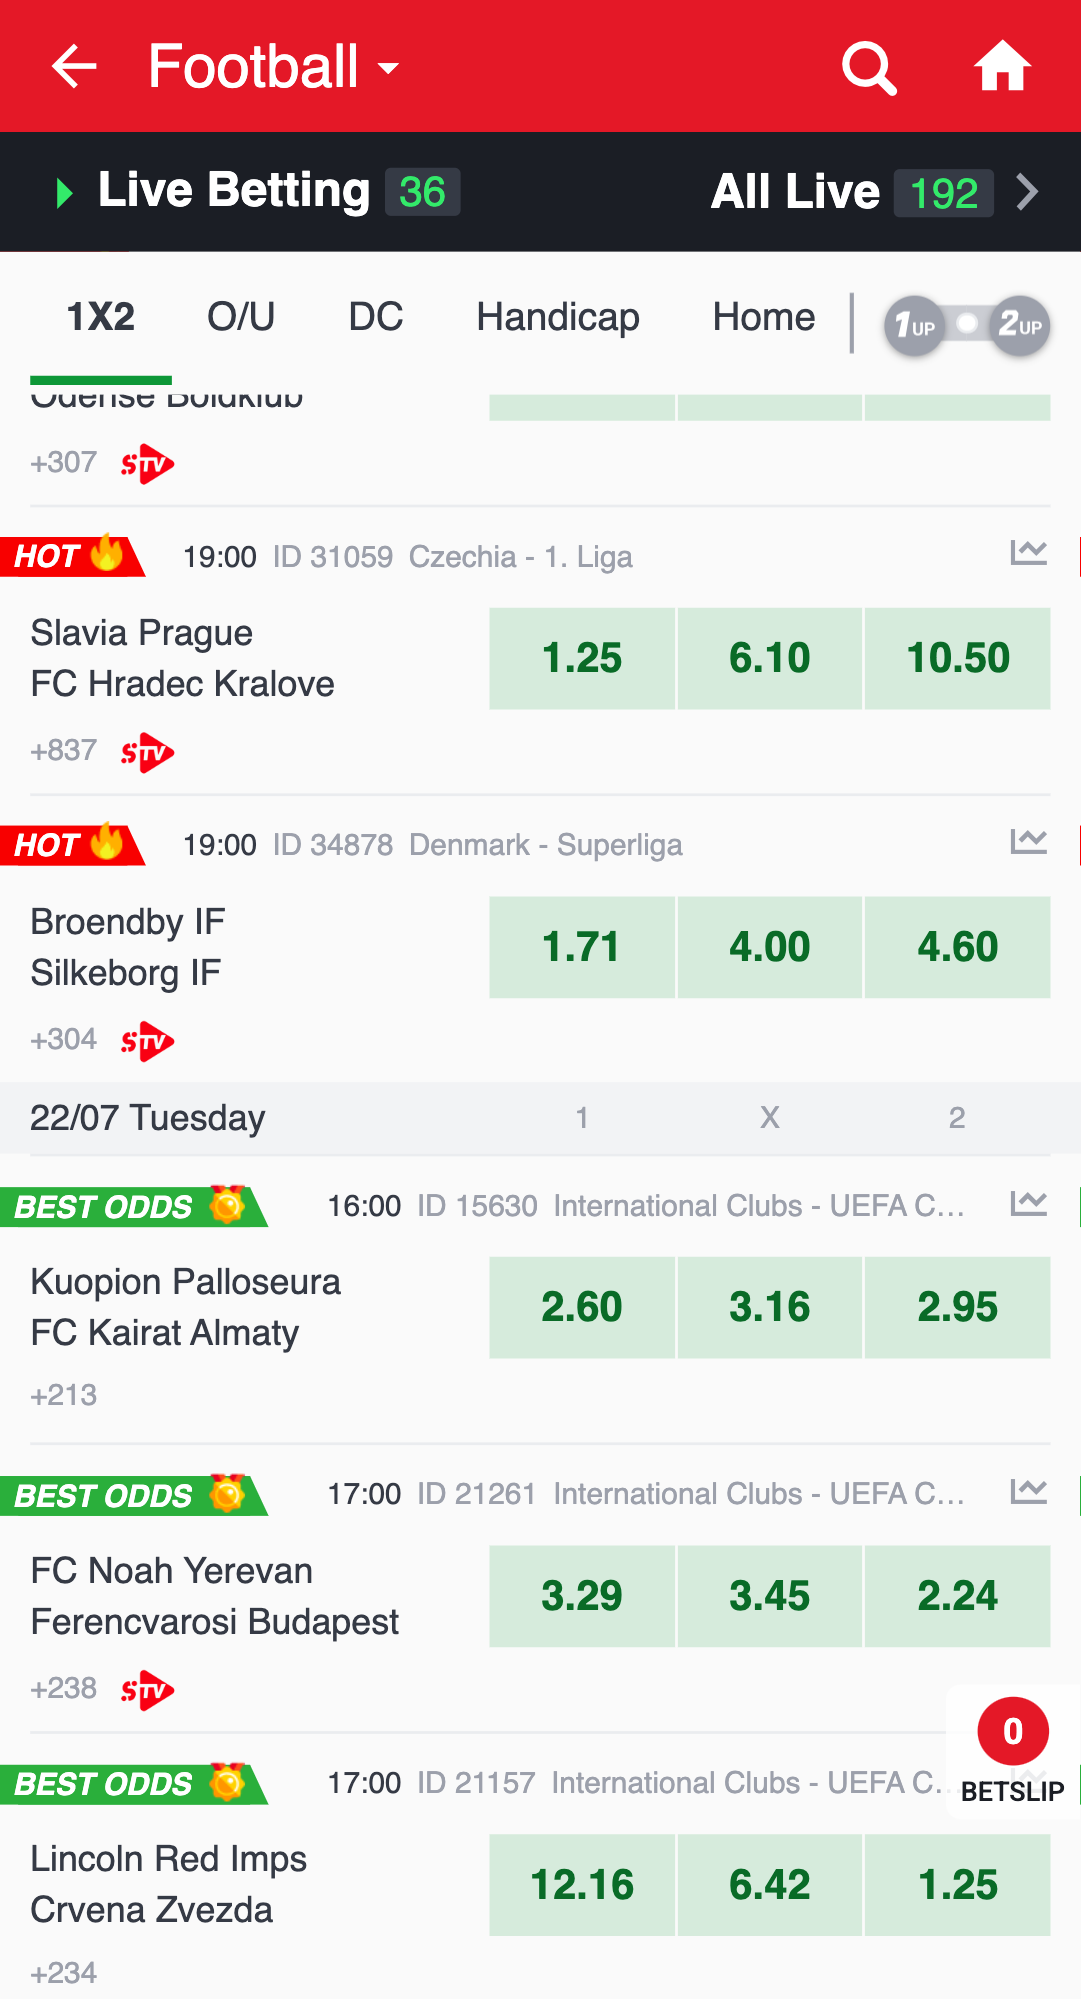 Football
Live Betting 36 All Live 192
1X2 O/U DC Handicap Home 1UP 2UP
Odense Boldklub
+307 STV
HOT 19:00 ID 31059 Czechia - 1. Liga
Slavia Prague
FC Hradec Kralove
1.25 6.10 10.50
+837 STV
HOT 19:00 ID 34878 Denmark - Superliga
Broendby IF
Silkeborg IF
1.71 4.00 4.60
+304 STV
22/07 Tuesday 1 X 2
BEST ODDS 16:00 ID 15630 International Clubs - UEFA C...
Kuopion Palloseura
FC Kairat Almaty
2.60 3.16 2.95
+213
BEST ODDS 17:00 ID 21261 International Clubs - UEFA C...
FC Noah Yerevan
Ferencvarosi Budapest
3.29 3.45 2.24
+238 STV
0
BETSLIP
BEST ODDS 17:00 ID 21157 International Clubs - UEFA C...
Lincoln Red Imps
Crvena Zvezda
12.16 6.42 1.25
+234